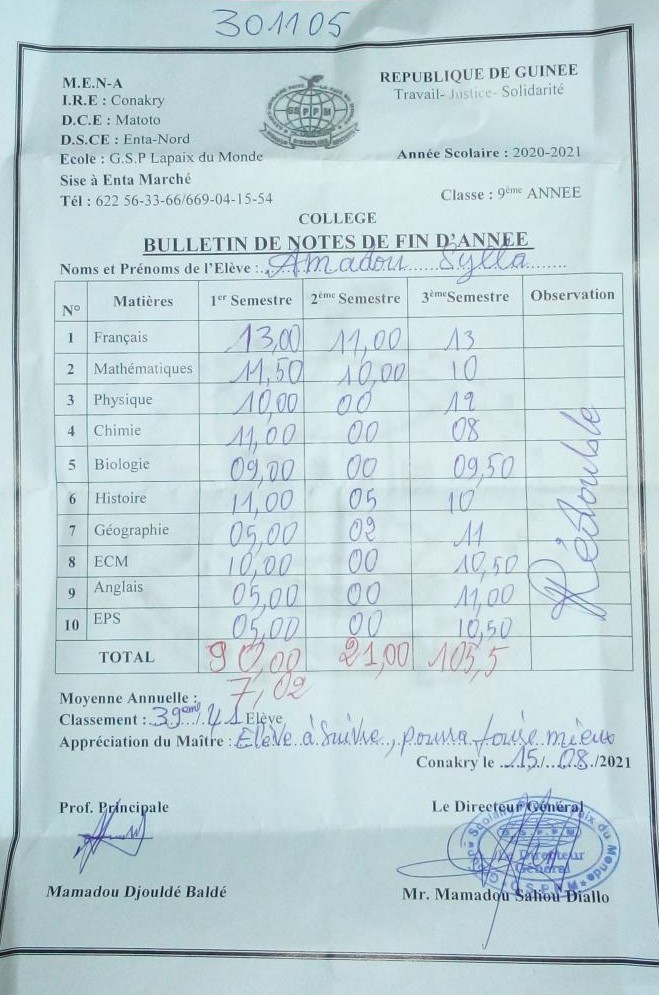 301105
M.E.N-A
I.R.E : Conakry
D.C.E : Matoto
D.S.CE : Enta-Nord
Ecole : G.S.P Lapaix du Monde
Sise à Enta Marché
Tél : 622 56-33-66/669-04-15-54
G S P P M
REPUBLIQUE DE GUINEE
Travail- Justice- Solidarité
Année Scolaire : 2020-2021
Classe : 9ème ANNEE
COLLEGE
BULLETIN DE NOTES DE FIN D'ANNEE
Noms et Prénoms de l'Elève : Amadou Sylla
N° Matières 1er Semestre 2ème Semestre 3ème Semestre Observation
1 Français 13,00 11,00 13
2 Mathématiques 11,50 10,00 10
3 Physique 10,00 00 12
4 Chimie 11,00 00 08
5 Biologie 09,00 00 09,50
6 Histoire 11,00 05 10
7 Géographie 05,00 02 11
8 ECM 10,00 00 10,50
9 Anglais 05,00 00 11,00
10 EPS 05,00 00 10,50
Rédouble
TOTAL 90,00 21,00 105,5
Moyenne Annuelle : 7,02
Classement : 39eme/41 Elève
Appréciation du Maître : Elève à suivre, pourra faire mieux
Conakry le 15/08/2021
Prof. Principale
Mamadou Djouldé Baldé
Le Directeur Général
Le Directeur
Général
Mr. Mamadou Saliou Diallo